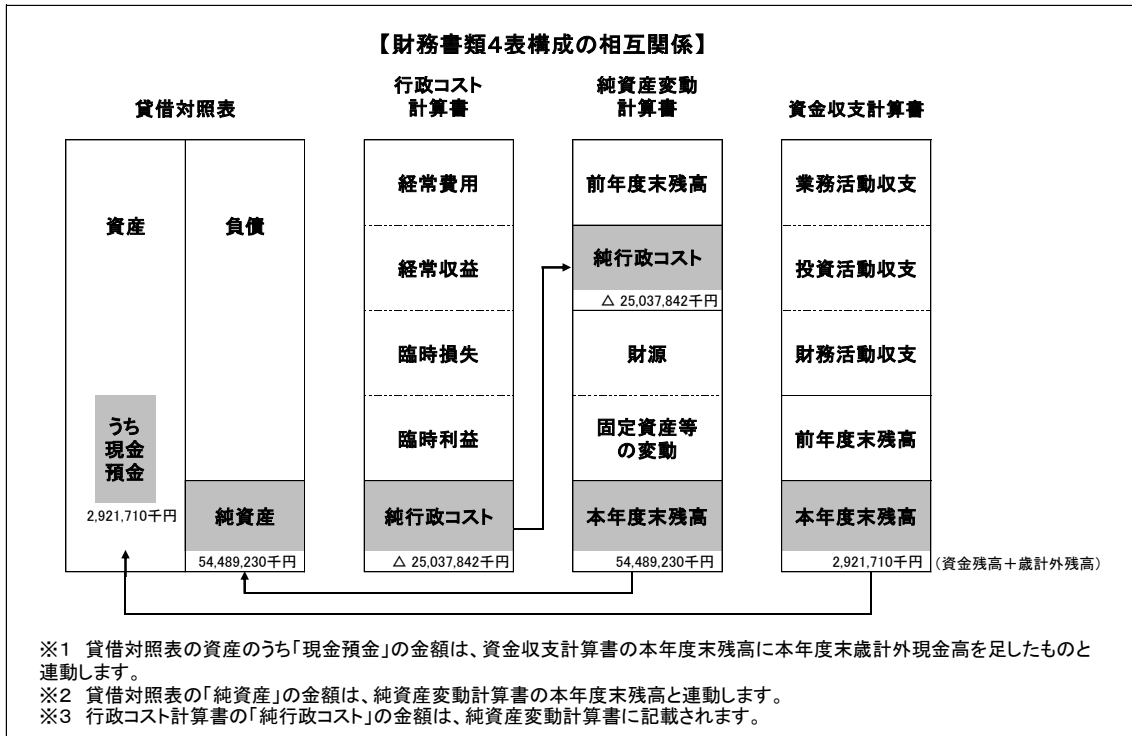 【財務書類4表構成の相互関係】
貸借対照表
行政コスト
計算書
純資産変動
計算書
資金収支計算書
資産
負債
うち
現金
預金
2,921,710千円
純資産
54,489,230千円
経常費用
経常収益
臨時損失
臨時利益
純行政コスト
△ 25,037,842千円
前年度末残高
純行政コスト
△ 25,037,842千円
財源
固定資産等
の変動
本年度末残高
54,489,230千円
業務活動収支
投資活動収支
財務活動収支
前年度末残高
本年度末残高
2,921,710千円
(資金残高＋歳計外残高)
※1 貸借対照表の資産のうち「現金預金」の金額は、資金収支計算書の本年度末残高に本年度末歳計外現金高を足したものと
連動します。
※2 貸借対照表の「純資産」の金額は、純資産変動計算書の本年度末残高と連動します。
※3 行政コスト計算書の「純行政コスト」の金額は、純資産変動計算書に記載されます。